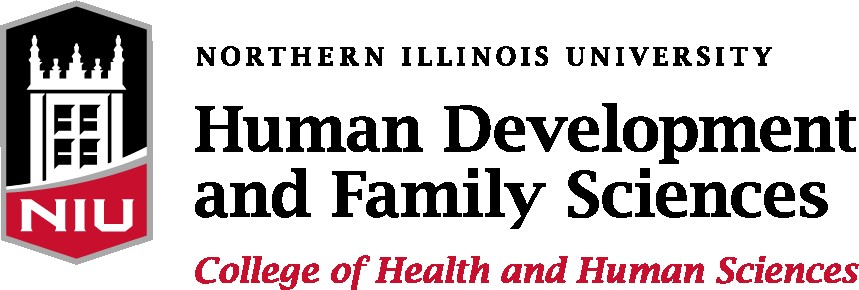 NORTHERN ILLINOIS UNIVERSITY
Human Development
and Family Sciences
NIU
College of Health and Human Sciences